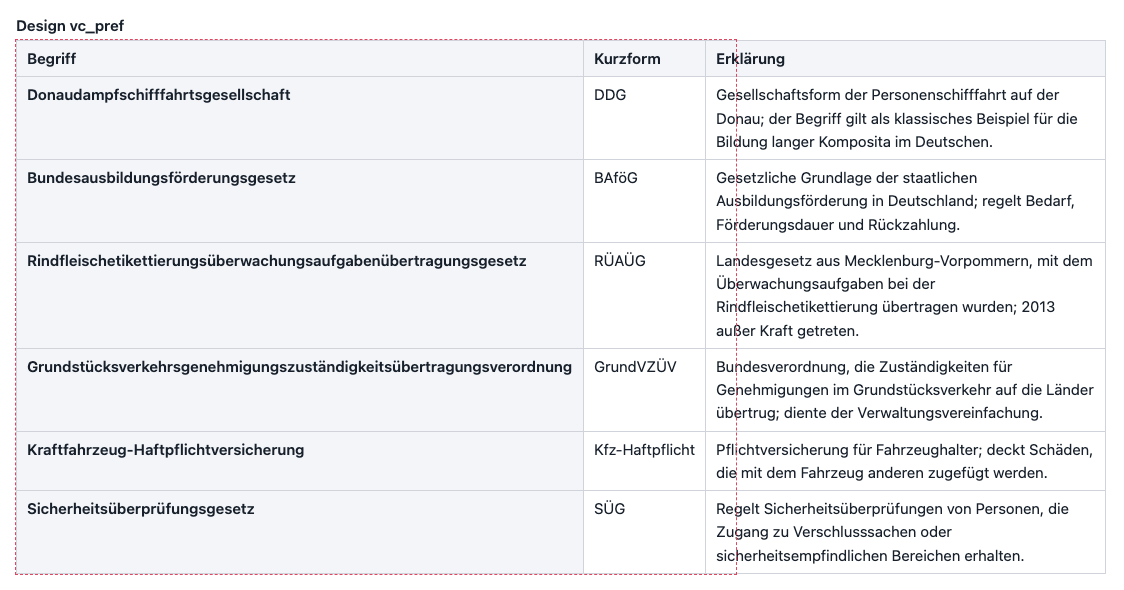 Design vc_pref
Begriff Kurzform Erklärung
Donaudampfschifffahrtsgesellschaft DDG Gesellschaftsform der Personenschifffahrt auf der
Donau; der Begriff gilt als klassisches Beispiel für die
Bildung langer Komposita im Deutschen.
Bundesausbildungsförderungsgesetz BAföG Gesetzliche Grundlage der staatlichen
Ausbildungsförderung in Deutschland; regelt Bedarf,
Förderungsdauer und Rückzahlung.
Rindfleischetikettierungsüberwachungsaufgabenübertragungsgesetz RÜAÜG Landesgesetz aus Mecklenburg-Vorpommern, mit dem
Überwachungsaufgaben bei der
Rindfleischetikettierung übertragen wurden; 2013
außer Kraft getreten.
Grundstücksverkehrsgenehmigungszuständigkeitsübertragungsverordnung GrundVZÜV Bundesverordnung, die Zuständigkeiten für
Genehmigungen im Grundstücksverkehr auf die Länder
übertrug; diente der Verwaltungsvereinfachung.
Kraftfahrzeug-Haftpflichtversicherung Kfz-Haftpflicht Pflichtversicherung für Fahrzeughalter; deckt Schäden,
die mit dem Fahrzeug anderen zugefügt werden.
Sicherheitsüberprüfungsgesetz SÜG Regelt Sicherheitsüberprüfungen von Personen, die
Zugang zu Verschlusssachen oder
sicherheitsempfindlichen Bereichen erhalten.